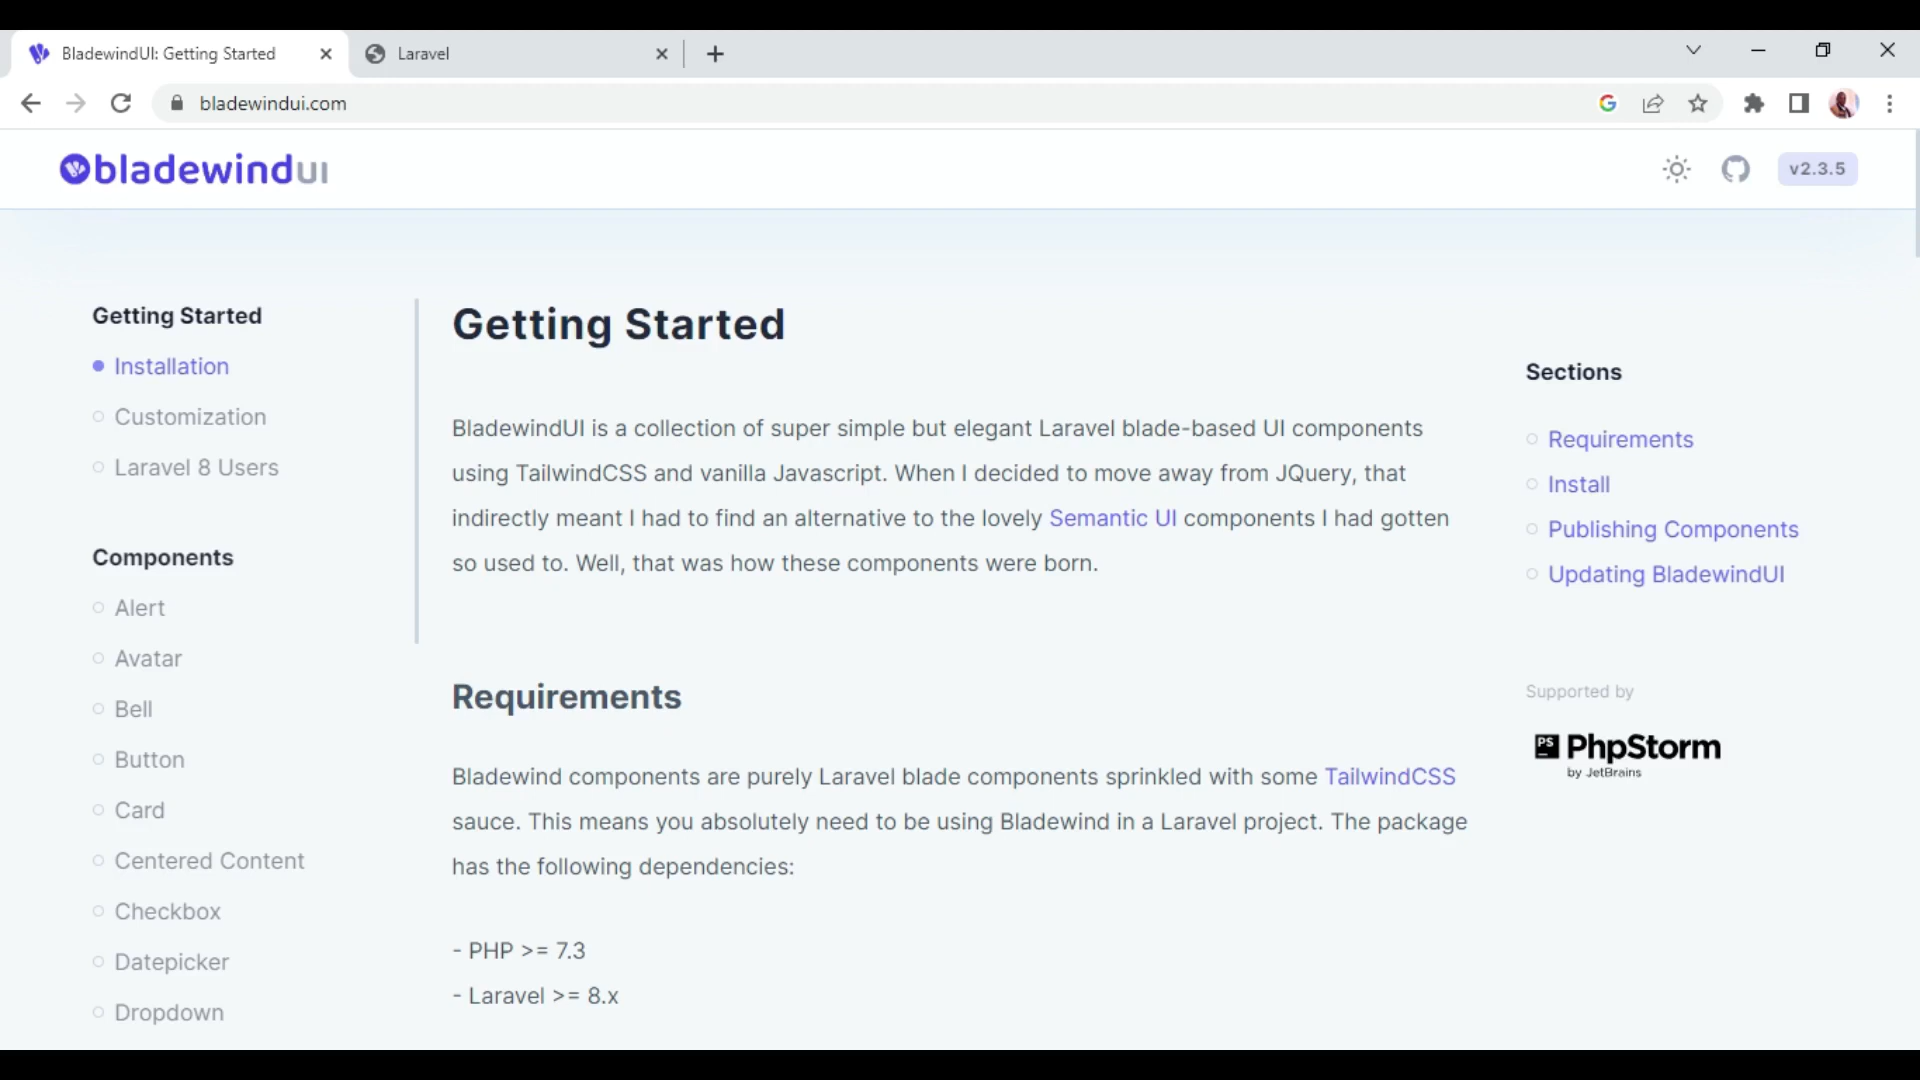 BladewindUI: Getting Started
Laravel
bladewindui.com
bladewindUI
v2.3.5
Getting Started
Installation
Customization
Laravel 8 Users
Components
Alert
Avatar
Bell
Button
Card
Centered Content
Checkbox
Datepicker
Dropdown
Getting Started
BladewindUI is a collection of super simple but elegant Laravel blade-based UI components
using TailwindCSS and vanilla Javascript. When I decided to move away from JQuery, that
indirectly meant I had to find an alternative to the lovely Semantic UI components I had gotten
so used to. Well, that was how these components were born.
Requirements
Bladewind components are purely Laravel blade components sprinkled with some TailwindCSS
sauce. This means you absolutely need to be using Bladewind in a Laravel project. The package
has the following dependencies:
- PHP >= 7.3
- Laravel >= 8.x
Sections
Requirements
Install
Publishing Components
Updating BladewindUI
Supported by
PS PhpStorm
by JetBrains